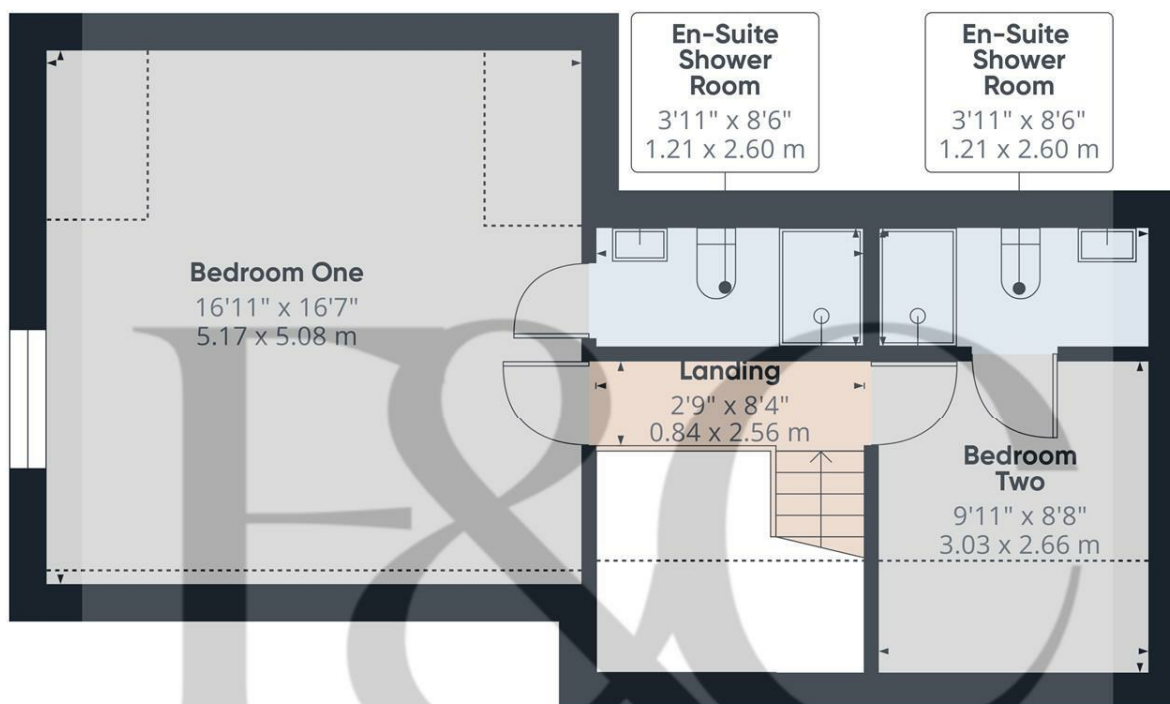 En-Suite
Shower
Room
3'11" x 8'6"
1.21 x 2.60 m
En-Suite
Shower
Room
3'11" x 8'6"
1.21 x 2.60 m
Bedroom One
16'11" x 16'7"
5.17 x 5.08 m
Landing
2'9" x 8'4"
0.84 x 2.56 m
Bedroom
Two
9'11" x 8'8"
3.03 x 2.66 m
F&C